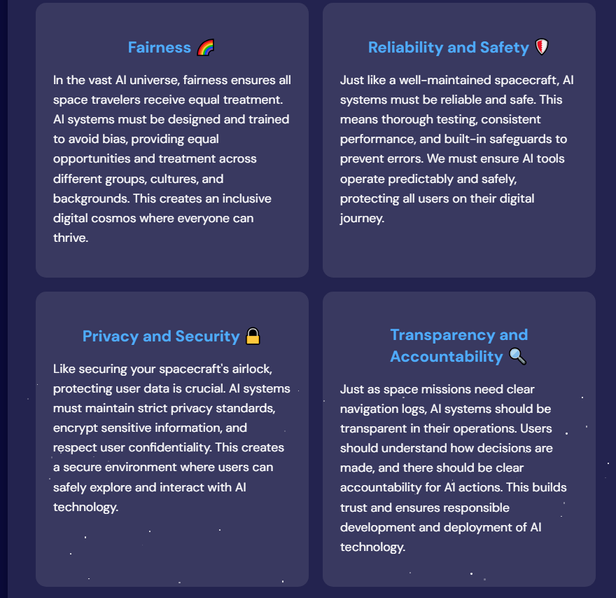 Fairness 🌈
In the vast AI universe, fairness ensures all
space travelers receive equal treatment.
AI systems must be designed and trained
to avoid bias, providing equal
opportunities and treatment across
different groups, cultures, and
backgrounds. This creates an inclusive
digital cosmos where everyone can
thrive.
Reliability and Safety 🛡️
Just like a well-maintained spacecraft, AI
systems must be reliable and safe. This
means thorough testing, consistent
performance, and built-in safeguards to
prevent errors. We must ensure AI tools
operate predictably and safely,
protecting all users on their digital
journey.
Privacy and Security 🔒
Like securing your spacecraft's airlock,
protecting user data is crucial. AI systems
must maintain strict privacy standards,
encrypt sensitive information, and
respect user confidentiality. This creates
a secure environment where users can
safely explore and interact with AI
technology.
Transparency and
Accountability 🔍
Just as space missions need clear
navigation logs, AI systems should be
transparent in their operations. Users
should understand how decisions are
made, and there should be clear
accountability for AI actions. This builds
trust and ensures responsible
development and deployment of AI
technology.